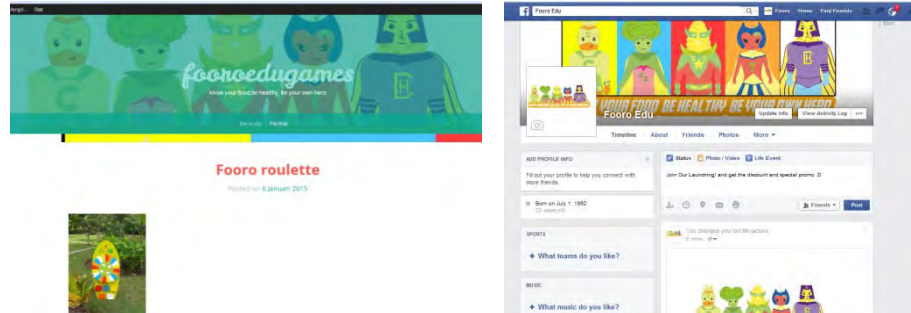 fooroedugames
know your food, be healthy, be your own hero
Beranda Perihal
Fooro roulette
Posted on 6 Januari 2015
Fooro Edu
Fooro Home Find Friends
YOUR FOOD BE HEALTHY BE YOUR OWN HERO
Fooro Edu
Update Info View Activity Log
Timeline About Friends Photos More
ADD PROFILE INFO
Fill out your profile to help you connect with
more friends.
Born on July 1, 1992
22 years old
SPORTS
+ What teams do you like?
MUSIC
+ What music do you like?
Status Photo / Video Life Event
Join Our Launching! and get the discount and special promo :D
Friends Post
You changed your profile picture.